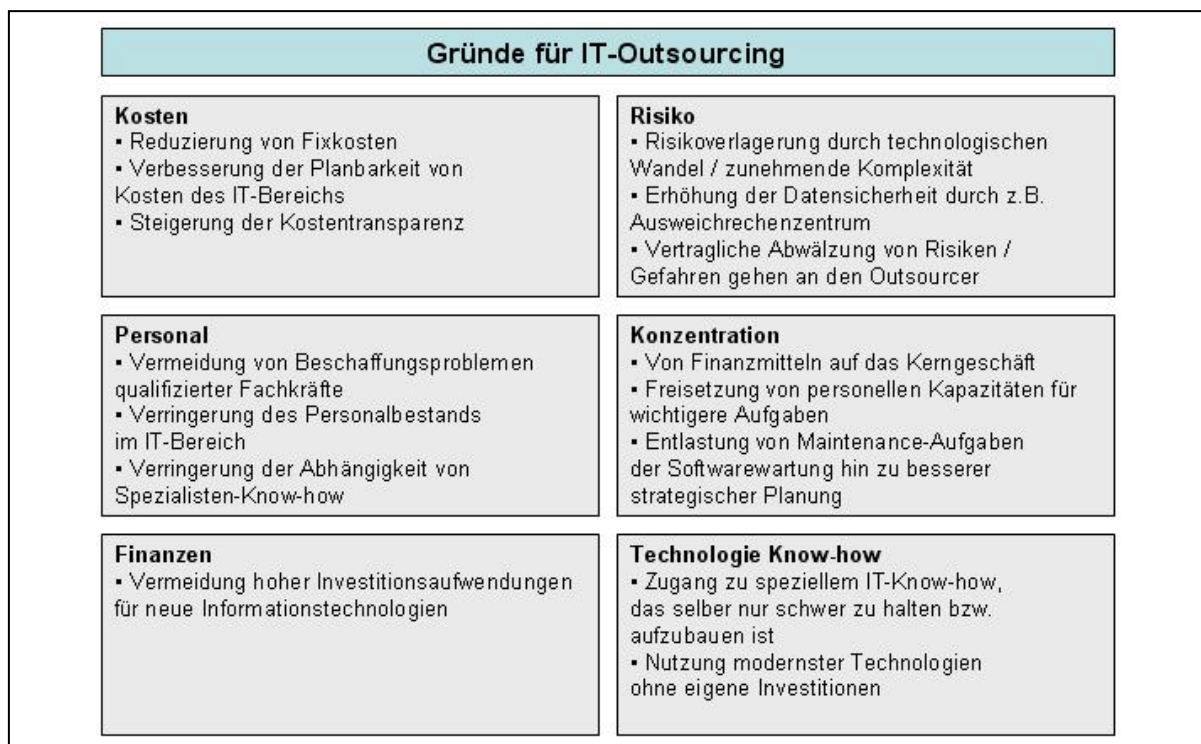 Gründe für IT-Outsourcing
Kosten
▪ Reduzierung von Fixkosten
▪ Verbesserung der Planbarkeit von
Kosten des IT-Bereichs
▪ Steigerung der Kostentransparenz
Risiko
▪ Risikoverlagerung durch technologischen
Wandel / zunehmende Komplexität
▪ Erhöhung der Datensicherheit durch z.B.
Ausweichrechenzentrum
▪ Vertragliche Abwälzung von Risiken /
Gefahren gehen an den Outsourcer
Personal
▪ Vermeidung von Beschaffungsproblemen
qualifizierter Fachkräfte
▪ Verringerung des Personalbestands
im IT-Bereich
▪ Verringerung der Abhängigkeit von
Spezialisten-Know-how
Konzentration
▪ Von Finanzmitteln auf das Kerngeschäft
▪ Freisetzung von personellen Kapazitäten für
wichtigere Aufgaben
▪ Entlastung von Maintenance-Aufgaben
der Softwarewartung hin zu besserer
strategischer Planung
Finanzen
▪ Vermeidung hoher Investitionsaufwendungen
für neue Informationstechnologien
Technologie Know-how
▪ Zugang zu speziellem IT-Know-how,
das selber nur schwer zu halten bzw.
aufzubauen ist
▪ Nutzung modernster Technologien
ohne eigene Investitionen